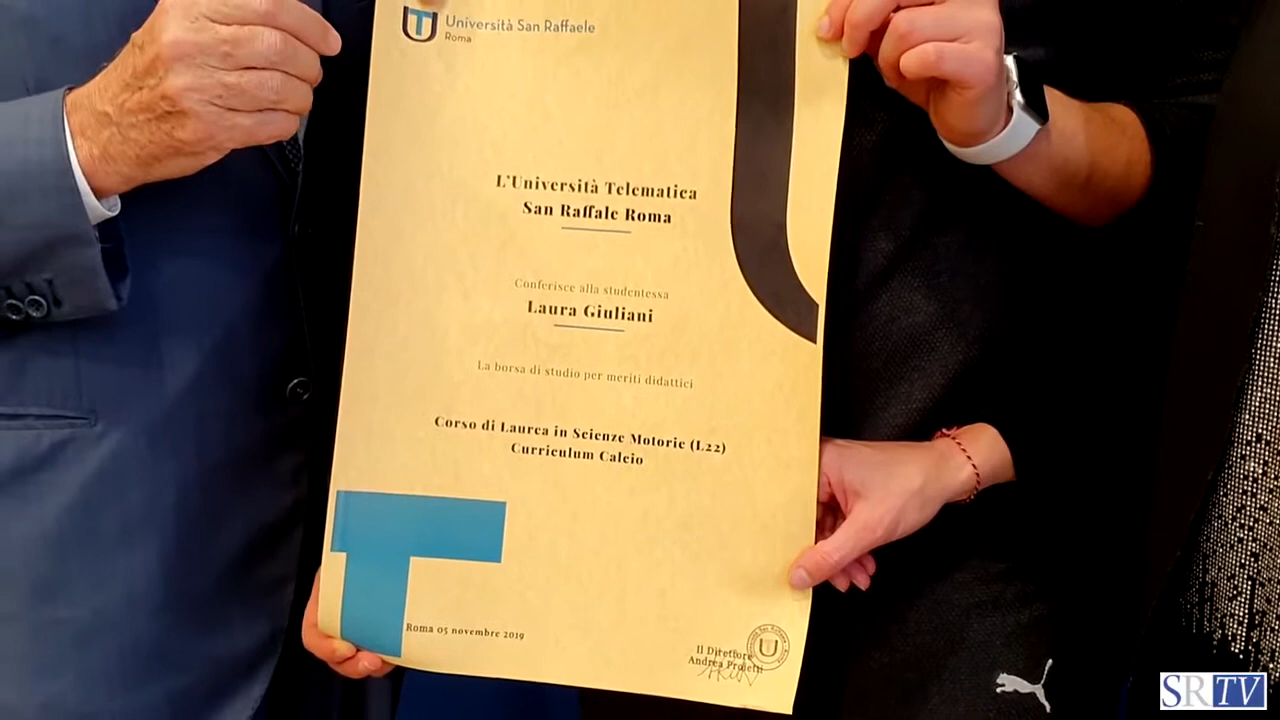 Università San Raffaele
Roma
L'Università Telematica
San Raffale Roma
Conferisce alla studentessa
Laura Giuliani
La borsa di studio per meriti didattici
Corso di Laurea in Scienze Motorie (L22)
Curriculum Calcio
Roma 05 novembre 2019
Il Direttore
Andrea Proietti
SRTV